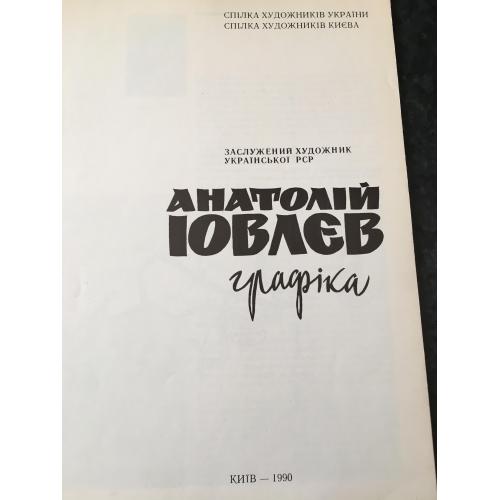 СПІЛКА ХУДОЖНИКІВ УКРАЇНИ
СПІЛКА ХУДОЖНИКІВ КИЄВА
ЗАСЛУЖЕНИЙ ХУДОЖНИК
УКРАЇНСЬКОЇ РСР
АНАТОЛІЙ
ІОВЛЄВ
графіка
КИЇВ — 1990